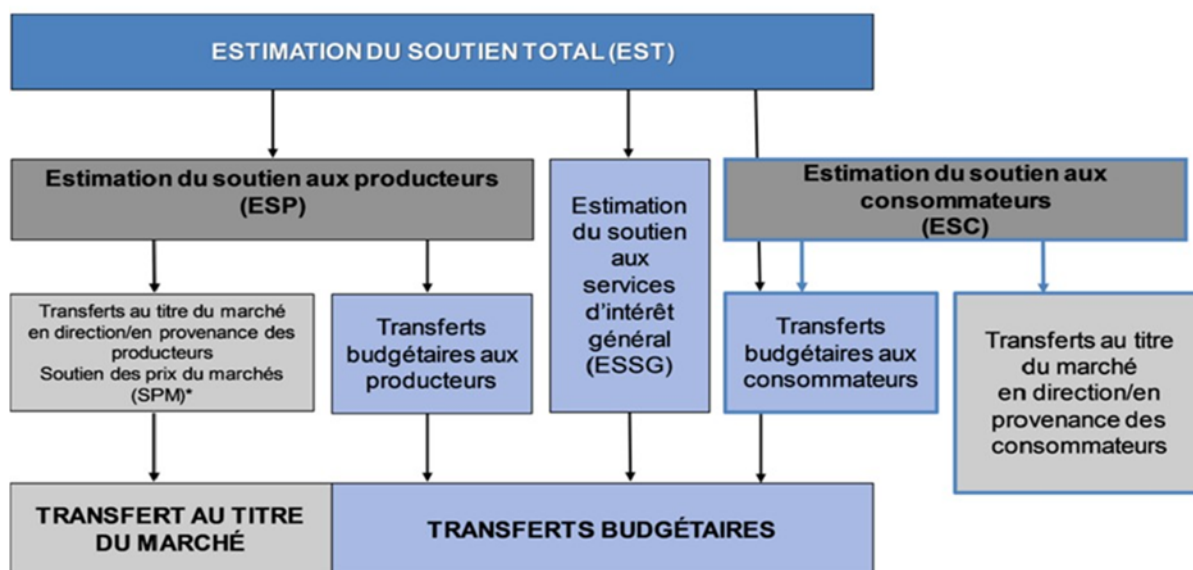 ESTIMATION DU SOUTIEN TOTAL (EST)
Estimation du soutien aux producteurs
(ESP)
Estimation
du soutien
aux
services
d'intérêt
général
(ESSG)
Estimation du soutien aux
consommateurs
(ESC)
Transferts au titre du marché
en direction/en provenance des
producteurs
Soutien des prix du marchés
(SPM)*
Transferts
budgétaires aux
producteurs
Transferts
budgétaires aux
consommateurs
Transferts au titre
du marché
en direction/en
provenance des
consommateurs
TRANSFERT AU TITRE
DU MARCHÉ
TRANSFERTS BUDGÉTAIRES